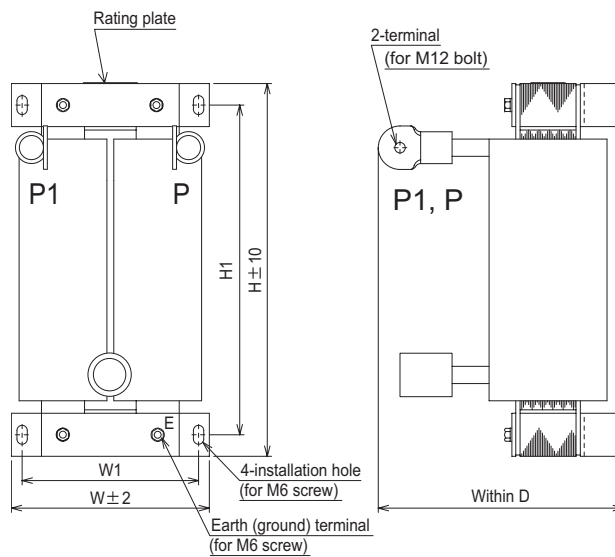 Rating plate
2-terminal
(for M12 bolt)
P1
P
P1, P
H1
H±10
E
W1
W±2
4-installation hole
(for M6 screw)
Earth (ground) terminal
(for M6 screw)
Within D